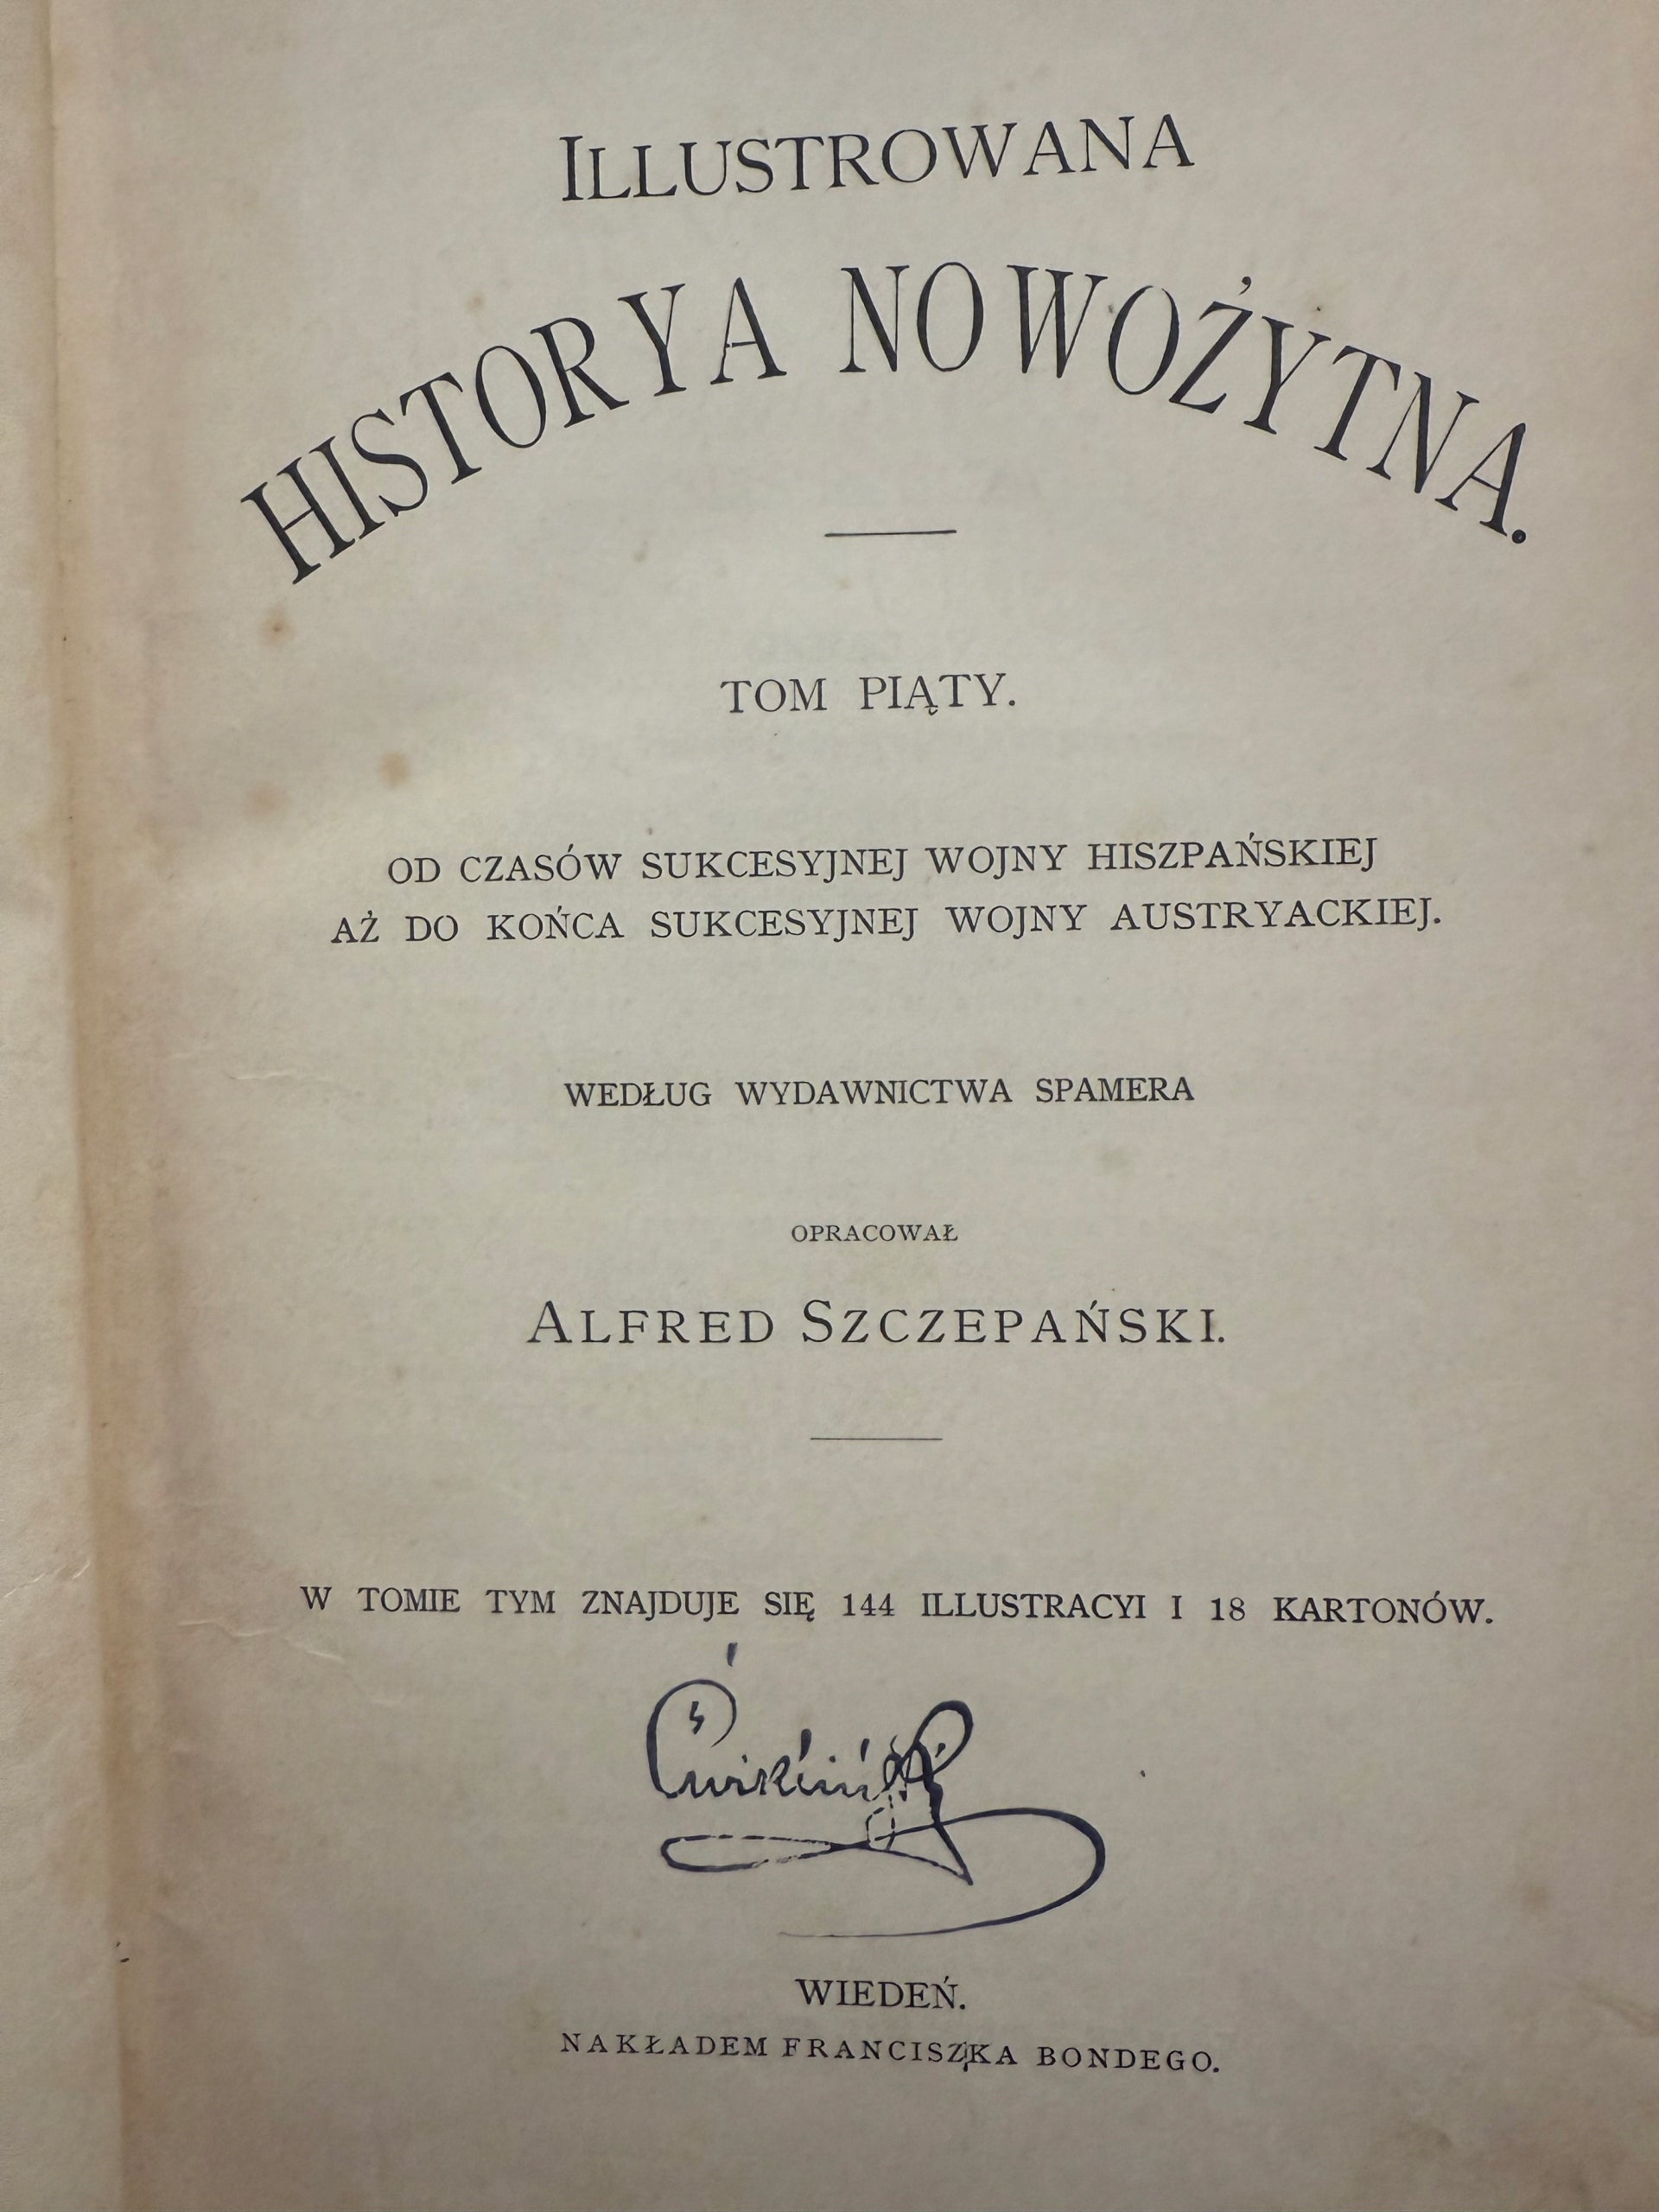 ILLUSTROWANA
HISTORYA NOWOŻYTNA.
TOM PIĄTY.
OD CZASÓW SUKCESYJNEJ WOJNY HISZPAŃSKIEJ
AŻ DO KOŃCA SUKCESYJNEJ WOJNY AUSTRYACKIEJ.
WEDŁUG WYDAWNICTWA SPAMERA
OPRACOWAŁ
ALFRED SZCZEPAŃSKI.
W TOMIE TYM ZNAJDUJE SIĘ 144 ILLUSTRACYI I 18 KARTONÓW.
WIEDEŃ.
NAKŁADEM FRANCISZKA BONDEGO.